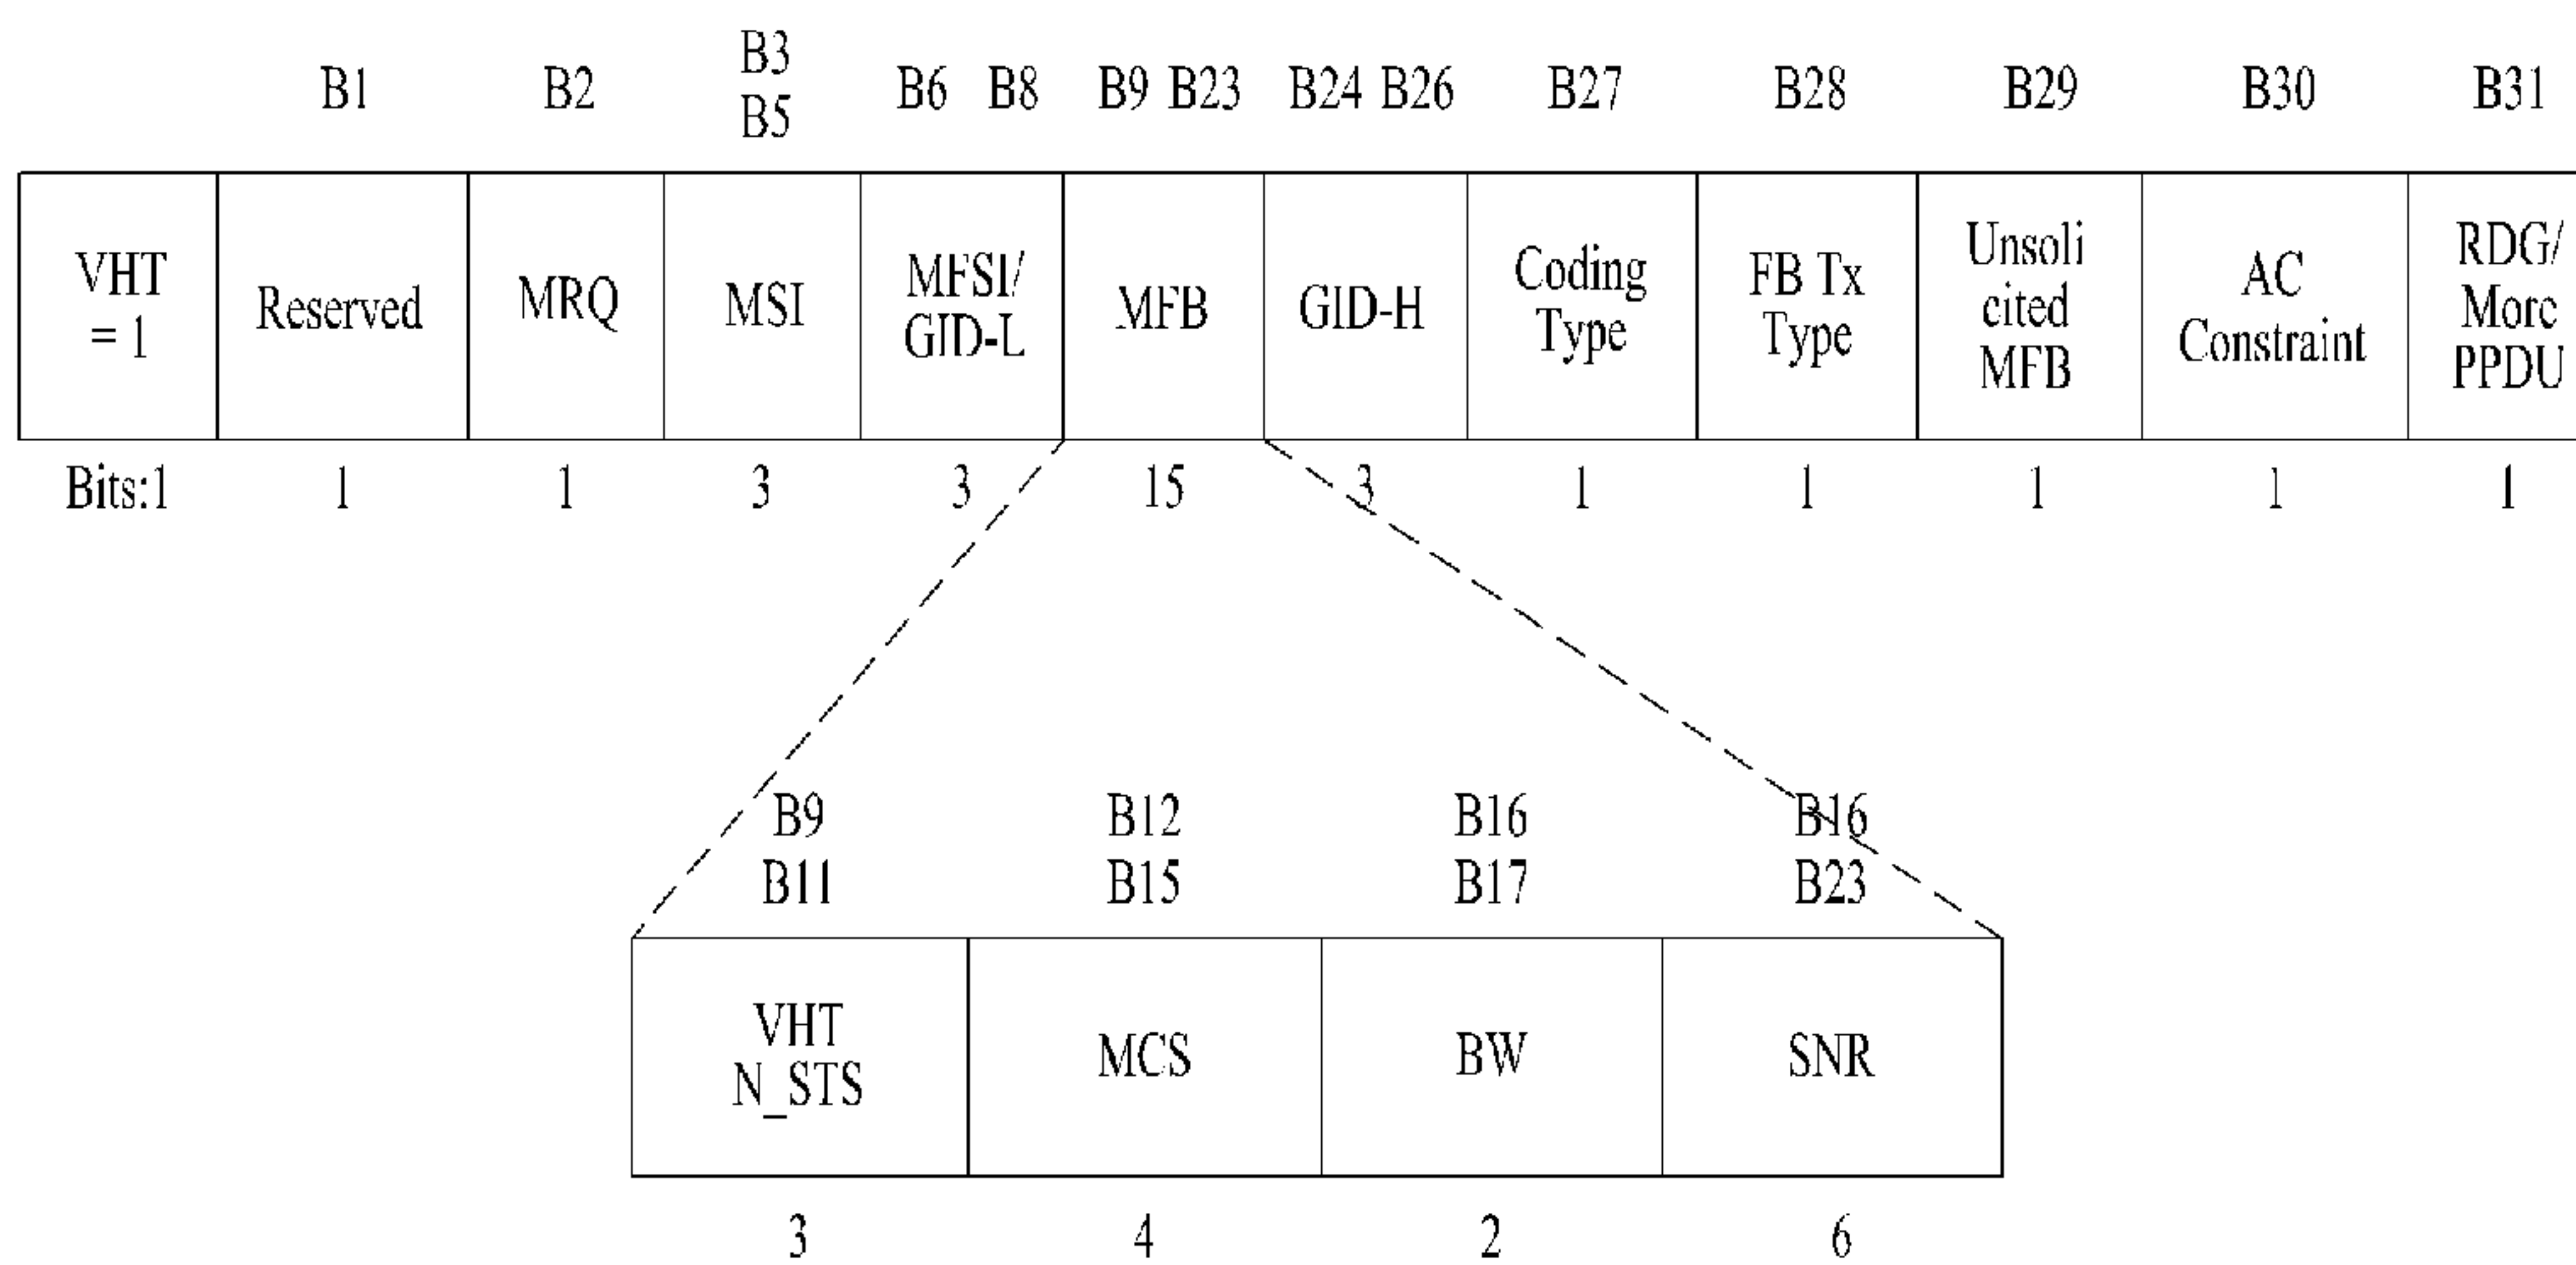 B1 B2 B3 B5 B6 B8 B9 B23 B24 B26 B27 B28 B29 B30 B31
VHT = 1
Reserved
MRQ
MSI
MFSI/ GID-L
MFB
GID-H
Coding Type
FB Tx Type
Unsoli cited MFB
AC Constraint
RDG/ More PPDU
Bits:1 1 1 3 3 15 3 1 1 1 1 1
B9 B11
B12 B15
B16 B17
B16 B23
VHT N_STS
MCS
BW
SNR
3 4 2 6